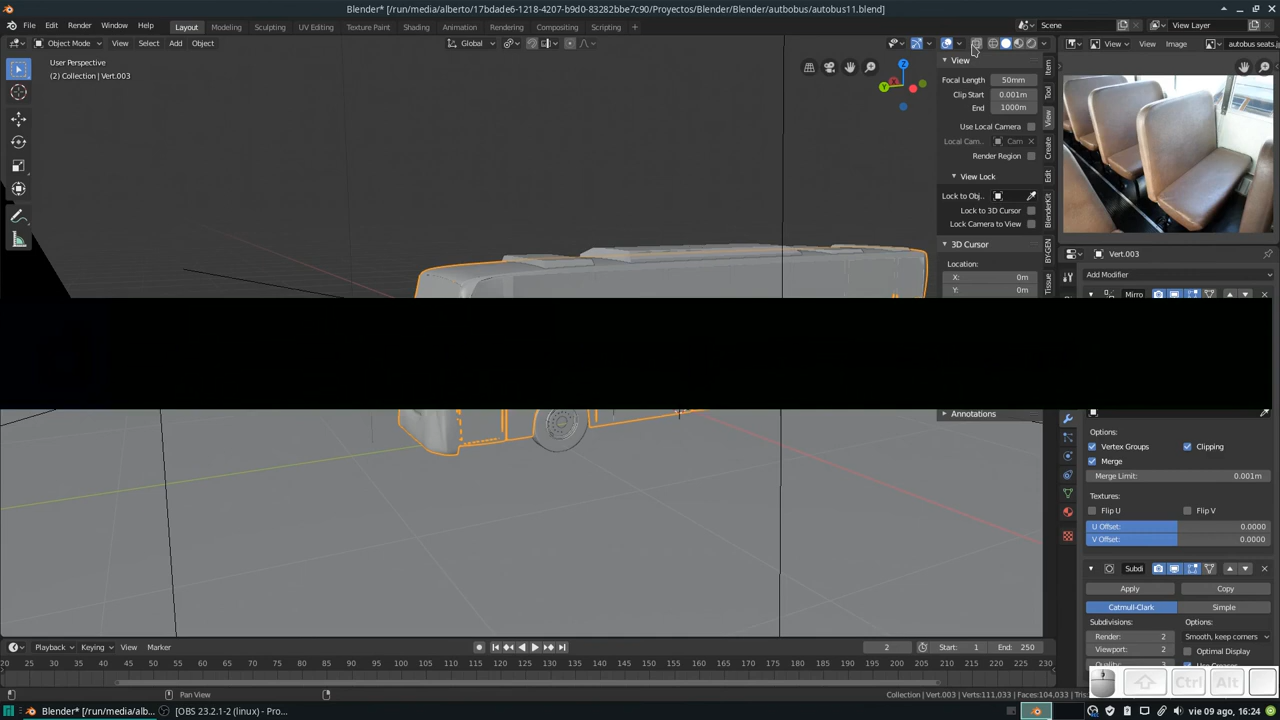 Blender* [/run/media/alberto/17bdade6-1218-4207-b9d0-83282bbe7c90/Proyectos/Blender/Blender/autbobus/autobus11.blend]
File Edit Render Window Help Layout Modeling Sculpting UV Editing Texture Paint Shading Animation Rendering Compositing Scripting + Scene View Layer
Object Mode View Select Add Object Global View Image autobus seats.j
User Perspective
(2) Collection | Vert.003
View
Focal Length 50mm
Clip Start 0.001m
End 1000m
Use Local Camera
Local Cam.. Cam
Render Region
View Lock
Lock to Obj..
Lock to 3D Cursor
Lock Camera to View
3D Cursor
Location:
X: 0m
Y: 0m
Annotations
Item
Tool
View
Create
Edit
BlenderKit
BY-GEN
Tissue
Z
Y
X
Vert.003
Add Modifier
Mirro
Options:
Vertex Groups Clipping
Merge
Merge Limit: 0.001m
Textures:
Flip U Flip V
U Offset: 0.0000
V Offset: 0.0000
Subdi
Apply Copy
Catmull-Clark Simple
Subdivisions: Options:
Render: 2 Smooth, keep corners
Viewport: 2 Optimal Display
Quality: 3 Use Creases
Playback Keying View Marker 2 Start: 1 End: 250
20 25 30 35 40 45 50 55 60 65 70 75 80 85 90 95 100 105 110 115 120 125 130 135 140 145 150 155 160 165 170 175 180 185 190 195 200 205 210 215 220 225 230
Pan View Collection | Vert.003 | Verts:111,033 | Faces:104,033 | Tris:
Ctrl Alt
Blender* [/run/media/alb... [OBS 23.2.1-2 (linux) - Pro... vie 09 ago, 16:24